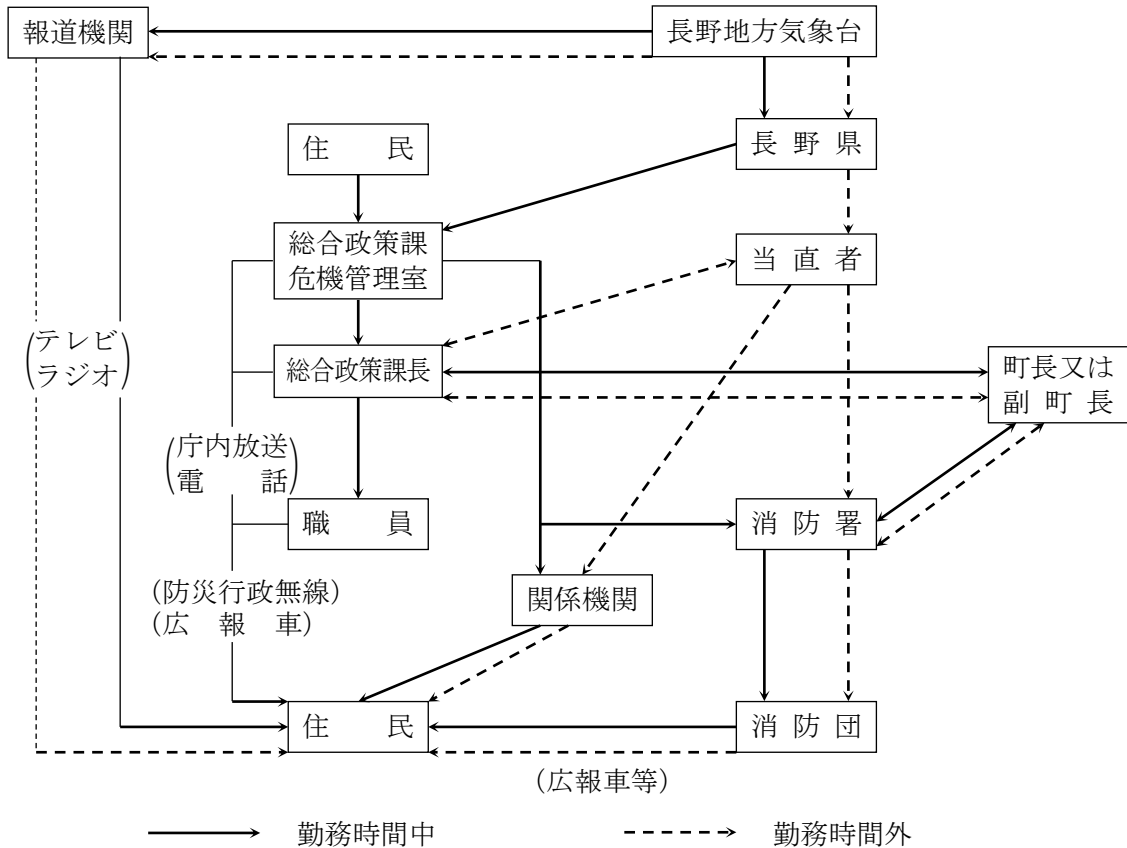 報道機関
長野地方気象台
住　　民
長 野 県
総合政策課
危機管理室
当 直 者
(テレビ
ラジオ)
総合政策課長
町長又は
副 町 長
(庁内放送
電　　話)
職　　員
消 防 署
(防災行政無線)
(広　報　車)
関係機関
住　　民
消 防 団
(広報車等)
勤務時間中
勤務時間外